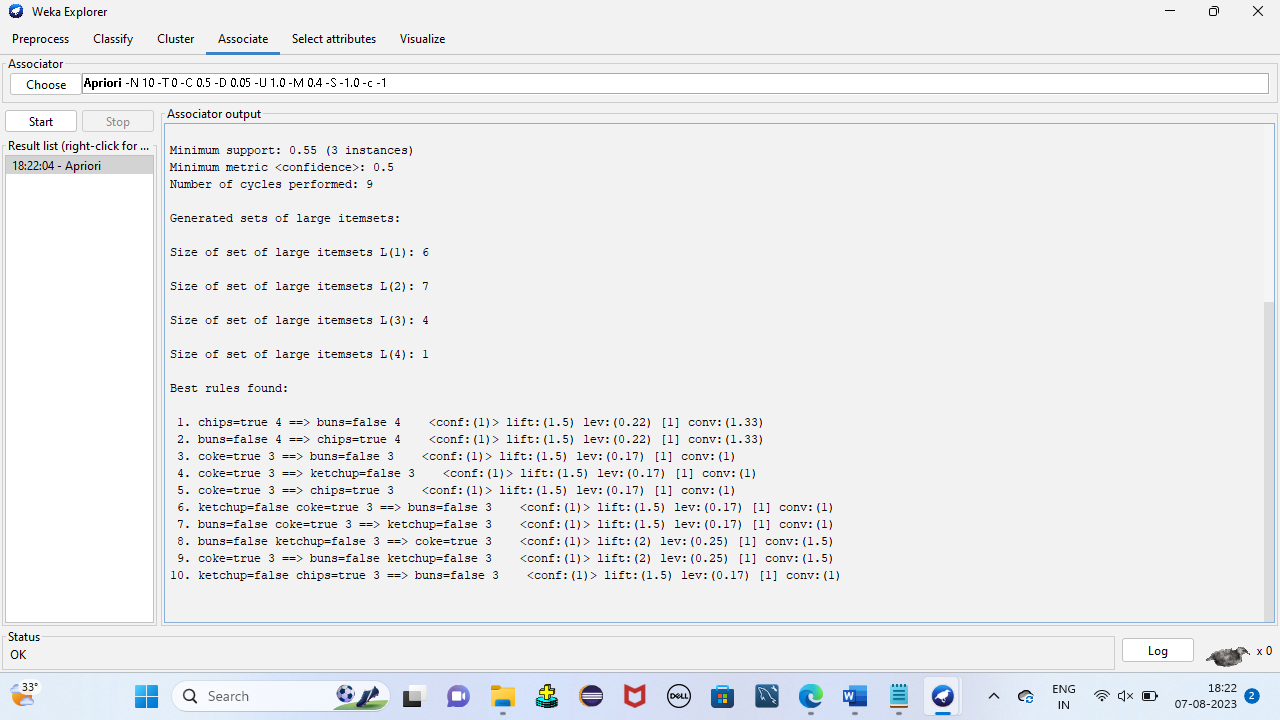 Weka Explorer
Preprocess Classify Cluster Associate Select attributes Visualize
Associator
Choose Apriori -N 10 -T 0 -C 0.5 -D 0.05 -U 1.0 -M 0.4 -S -1.0 -c -1
Start Stop
Result list (right-click for ...
18:22:04 - Apriori
Associator output
Minimum support: 0.55 (3 instances)
Minimum metric <confidence>: 0.5
Number of cycles performed: 9
Generated sets of large itemsets:
Size of set of large itemsets L(1): 6
Size of set of large itemsets L(2): 7
Size of set of large itemsets L(3): 4
Size of set of large itemsets L(4): 1
Best rules found:
1. chips=true 4 ==> buns=false 4 <conf:(1)> lift:(1.5) lev:(0.22) [1] conv:(1.33)
2. buns=false 4 ==> chips=true 4 <conf:(1)> lift:(1.5) lev:(0.22) [1] conv:(1.33)
3. coke=true 3 ==> buns=false 3 <conf:(1)> lift:(1.5) lev:(0.17) [1] conv:(1)
4. coke=true 3 ==> ketchup=false 3 <conf:(1)> lift:(1.5) lev:(0.17) [1] conv:(1)
5. coke=true 3 ==> chips=true 3 <conf:(1)> lift:(1.5) lev:(0.17) [1] conv:(1)
6. ketchup=false coke=true 3 ==> buns=false 3 <conf:(1)> lift:(1.5) lev:(0.17) [1] conv:(1)
7. buns=false coke=true 3 ==> ketchup=false 3 <conf:(1)> lift:(1.5) lev:(0.17) [1] conv:(1)
8. buns=false ketchup=false 3 ==> coke=true 3 <conf:(1)> lift:(2) lev:(0.25) [1] conv:(1.5)
9. coke=true 3 ==> buns=false ketchup=false 3 <conf:(1)> lift:(2) lev:(0.25) [1] conv:(1.5)
10. ketchup=false chips=true 3 ==> buns=false 3 <conf:(1)> lift:(1.5) lev:(0.17) [1] conv:(1)
Status
OK
Log
x 0
33°
Search
DELL
W
ENG
IN
18:22
07-08-2023
2